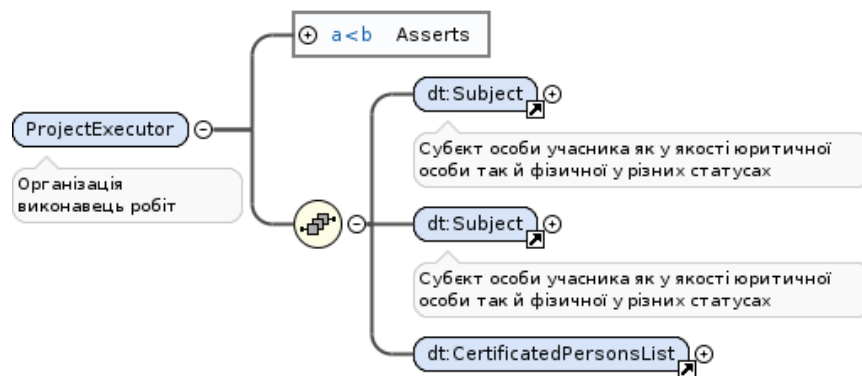 a<b Asserts
dt:Subject
Субєкт особи учасника як у якості юритичної
особи так й фізичної у різних статусах
ProjectExecutor
Організація
виконавець робіт
dt:Subject
Субєкт особи учасника як у якості юритичної
особи так й фізичної у різних статусах
dt:CertificatedPersonsList